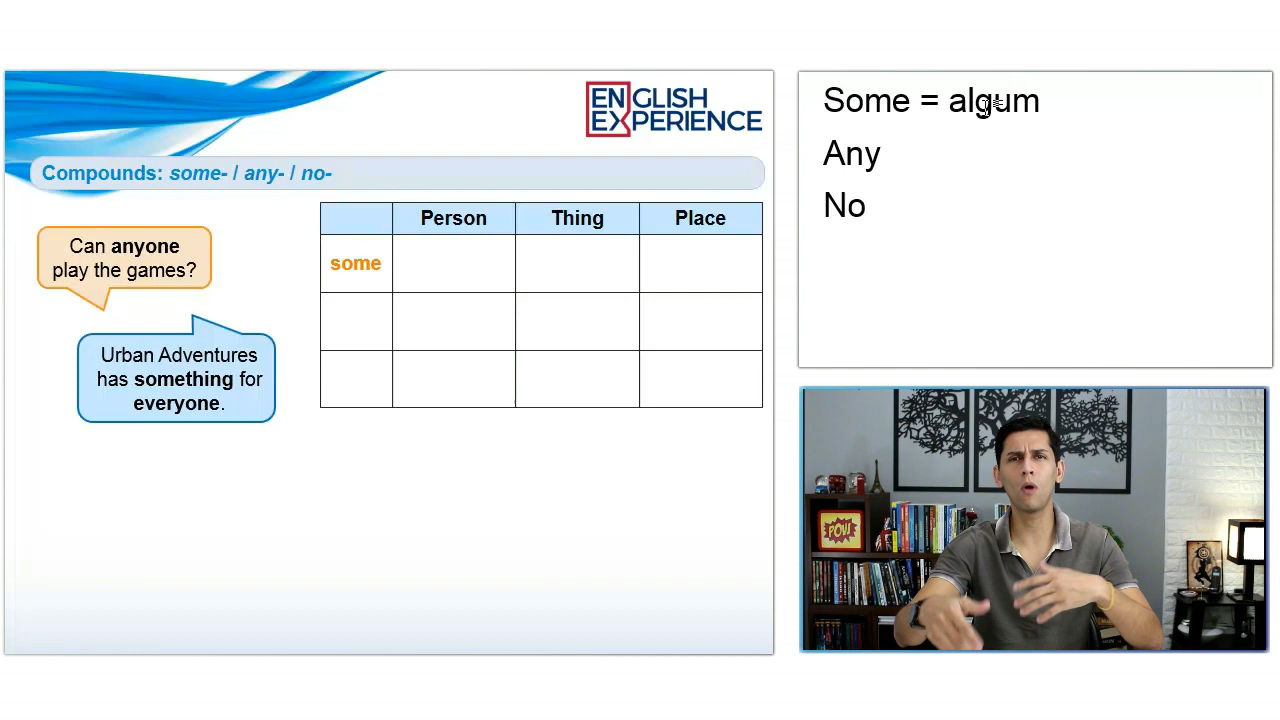 ENGLISH
EXPERIENCE
Compounds: some- / any- / no-
Can anyone
play the games?
Urban Adventures
has something for
everyone.
Person Thing Place
some
Some = algum
Any
No
POW!